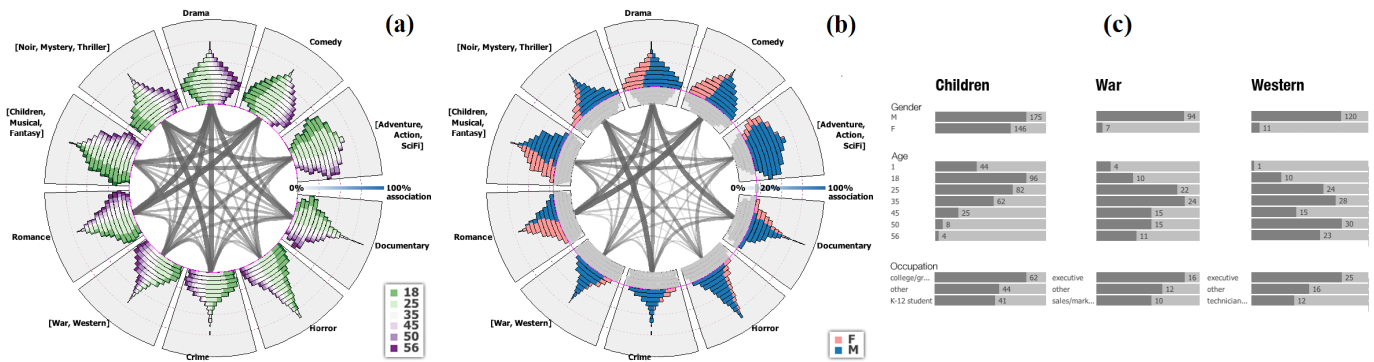 (a)
Drama
Comedy
[Noir, Mystery, Thriller]
[Children,
Musical,
Fantasy]
[Adventure,
Action,
SciFi]
0%
100%
association
Romance
Documentary
[War, Western]
Horror
Crime
18
25
35
45
50
56
(b)
Drama
Comedy
[Noir, Mystery, Thriller]
[Children,
Musical,
Fantasy]
[Adventure,
Action,
SciFi]
0%
20%
100%
association
Romance
Documentary
[War, Western]
Horror
Crime
F
M
(c)
Children War Western
Gender
M 175 94 120
F 146 7 11
Age
1 44 4 1
18 96 10 10
25 82 22 24
35 62 24 28
45 25 15 15
50 8 15 30
56 4 11 23
Occupation
college/gr... 62 executive 16 executive 25
other 44 other 12 other 16
K-12 student 41 sales/mark... 10 technician... 12